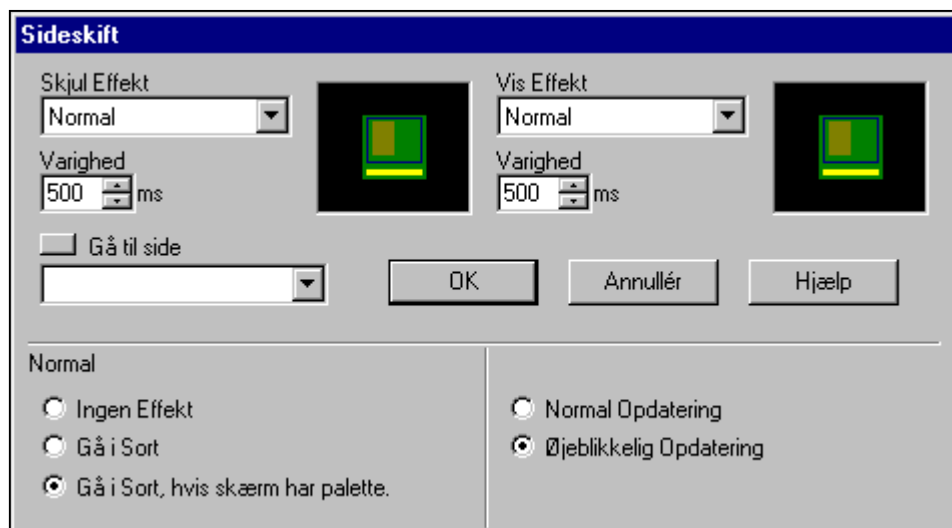 Sideskift
Skjul Effekt
Normal
Varighed
500 ms
Vis Effekt
Normal
Varighed
500 ms
Gå til side
OK
Annullér
Hjælp
Normal
Ingen Effekt
Gå i Sort
Gå i Sort, hvis skærm har palette.
Normal Opdatering
Øjeblikkelig Opdatering